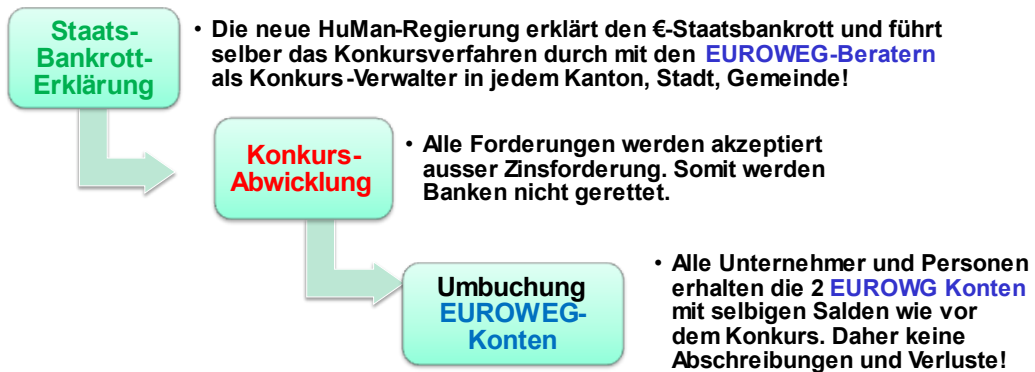 Staats-
Bankrott-
Erklärung
• Die neue HuMan-Regierung erklärt den €-Staatsbankrott und führt
selber das Konkursverfahren durch mit den EUROWEG-Beratern
als Konkurs-Verwalter in jedem Kanton, Stadt, Gemeinde!
Konkurs-
Abwicklung
• Alle Forderungen werden akzeptiert
ausser Zinsforderung. Somit werden
Banken nicht gerettet.
Umbuchung
EUROWEG-
Konten
• Alle Unternehmer und Personen
erhalten die 2 EUROWG Konten
mit selbigen Salden wie vor
dem Konkurs. Daher keine
Abschreibungen und Verluste!